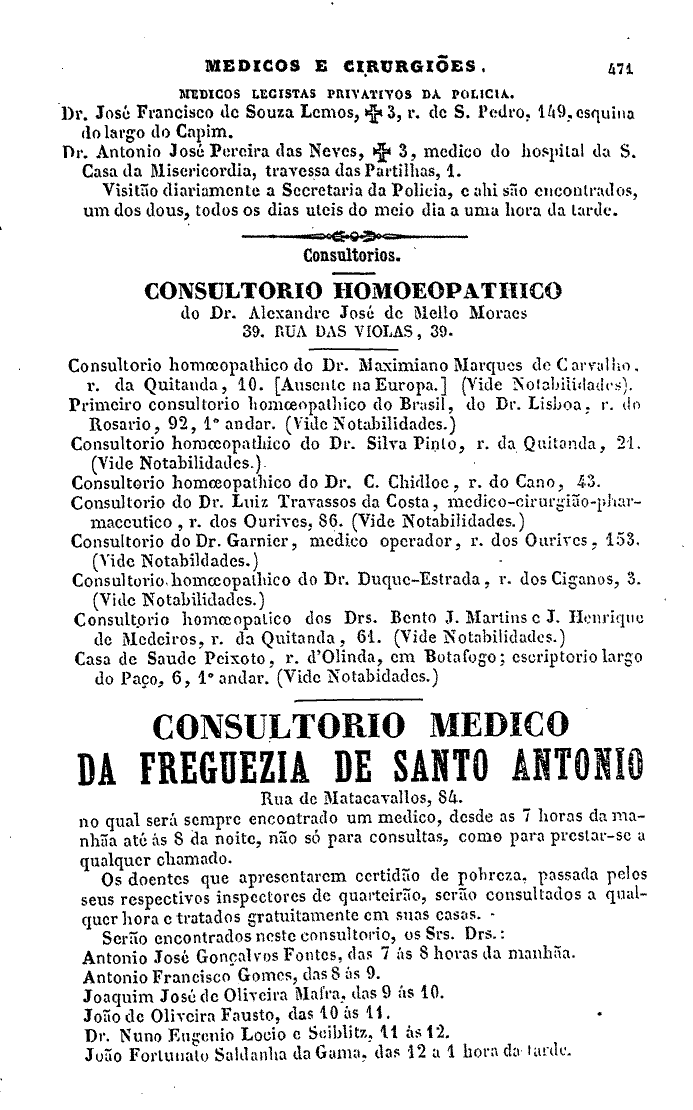 MEDICOS E CIRURGIÕES. 471
MEDICOS LEGISTAS PRIVATIVOS DA POLICIA.
Dr. José Francisco de Souza Lemos, ✠ 3, r. de S. Pedro, 149, esquina
do largo do Capim.
Dr. Antonio José Pereira das Neves, ✠ 3, medico do hospital da S.
Casa da Misericordia, travessa das Partilhas, 1.
Visitão diariamente a Secretaria da Policia, e ahi são encontrados,
um dos dous, todos os dias uteis do meio dia a uma hora da tarde.
Consultorios.
CONSULTORIO HOMOEOPATHICO
do Dr. Alexandre José de Mello Moraes
39. RUA DAS VIOLAS, 39.
Consultorio homœopathico do Dr. Maximiano Marques de Carvalho,
r. da Quitanda, 10. [Ausente na Europa.] (Vide Notabilidades).
Primeiro consultorio homœopathico do Brasil, do Dr. Lisboa, r. do
Rosario, 92, 1º andar. (Vide Notabilidades.)
Consultorio homœopathico do Dr. Silva Pinto, r. da Quitanda, 21.
(Vide Notabilidades.)
Consultorio homœopathico do Dr. C. Chidloe, r. do Cano, 43.
Consultorio do Dr. Luiz Travassos da Costa, medico-cirurgião-phar-
maceutico, r. dos Ourives, 86. (Vide Notabilidades.)
Consultorio do Dr. Garnier, medico operador, r. dos Ourives, 153.
(Vide Notabildades.)
Consultorio homœopathico do Dr. Duque-Estrada, r. dos Ciganos, 3.
(Vide Notabilidades.)
Consultorio homœopatico dos Drs. Bento J. Martins e J. Henrique
de Medeiros, r. da Quitanda, 61. (Vide Notabilidades.)
Casa de Saude Peixoto, r. d'Olinda, em Botafogo; escriptorio largo
do Paço, 6, 1º andar. (Vide Notabidades.)
CONSULTORIO MEDICO
DA FREGUEZIA DE SANTO ANTONIO
Rua de Matacavallos, 84.
no qual será sempre encontrado um medico, desde as 7 horas da ma-
nhãa até ás 8 da noite, não só para consultas, como para prestar-se a
qualquer chamado.
Os doentes que apresentarem certidão de pobreza, passada pelos
seus respectivos inspectores de quarteirão, serão consultados a qual-
quer hora e tratados gratuitamente em suas casas.
Serão encontrados neste consultorio, os Srs. Drs.:
Antonio José Gonçalvos Fontes, das 7 ás 8 horas da manhãa.
Antonio Francisco Gomes, das 8 ás 9.
Joaquim José de Oliveira Mafra, das 9 ás 10.
João de Oliveira Fausto, das 10 ás 11.
Dr. Nuno Eugenio Locio e Seiblitz, 11 ás 12.
João Fortunato Saldanha da Gama, das 12 a 1 hora da tarde.